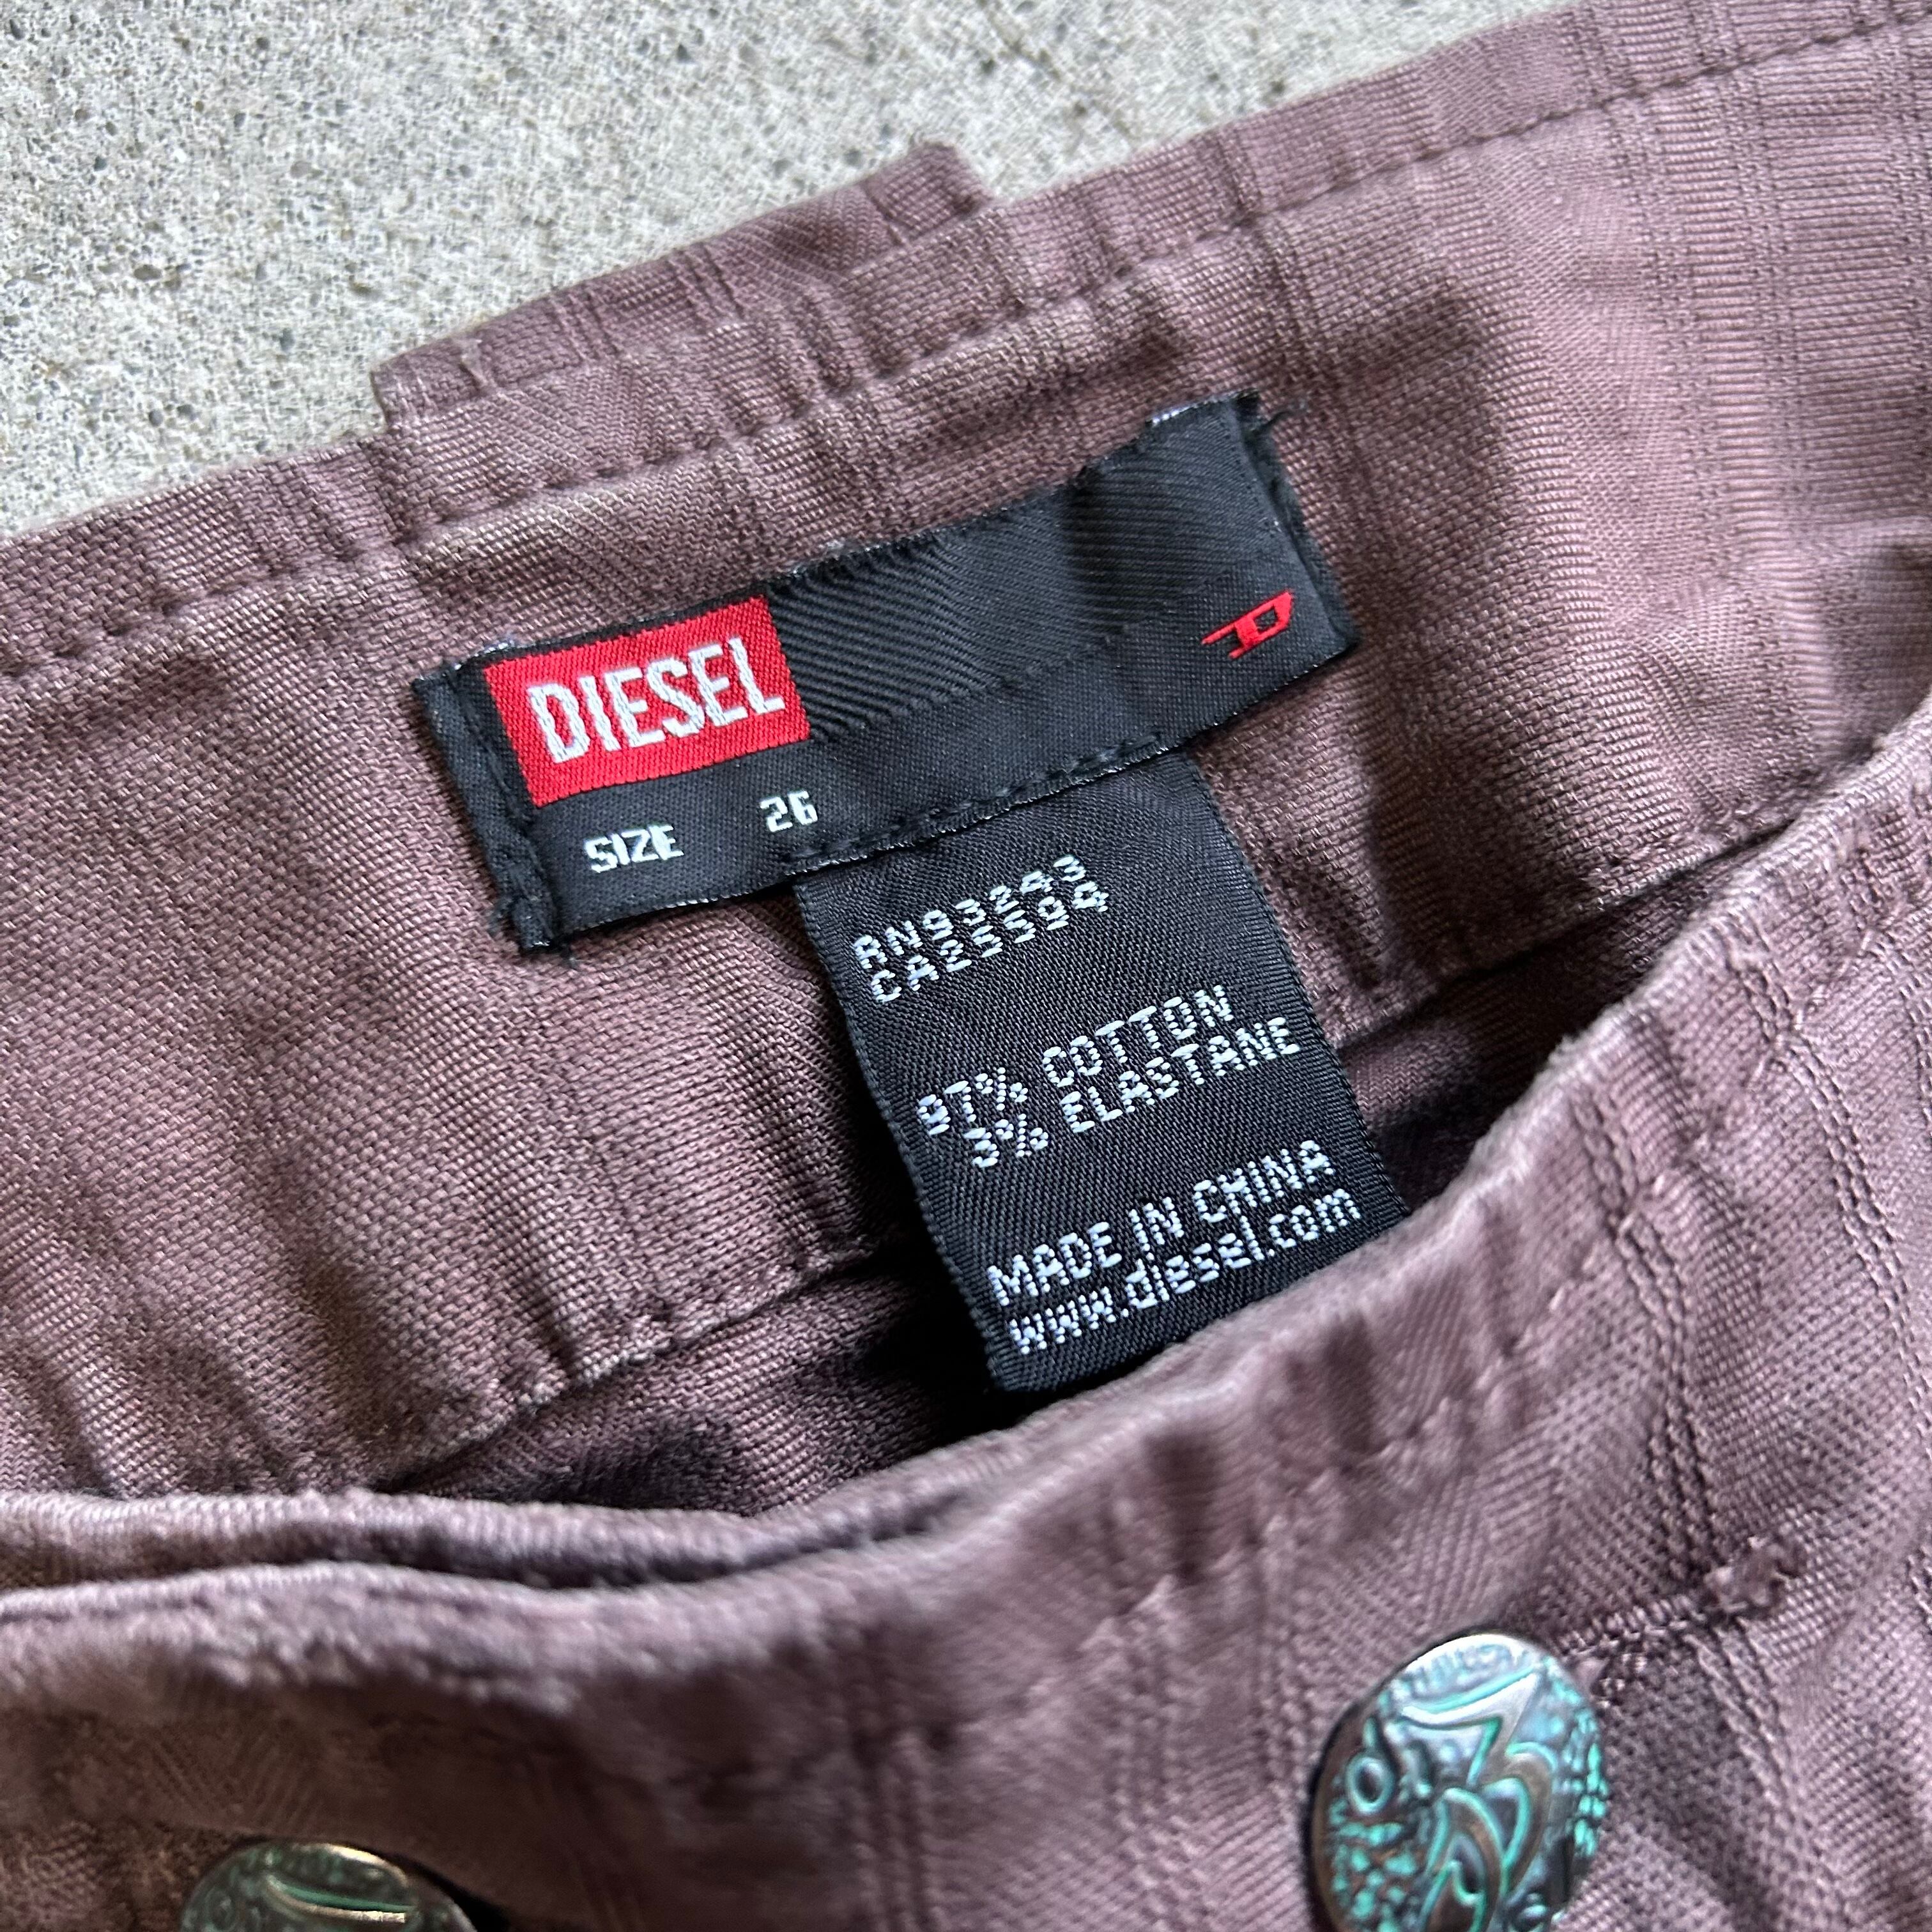 DIESEL
SIZE 26
RN93243
CA25594
97% COTTON
3% ELASTANE
MADE IN CHINA
www.diesel.com